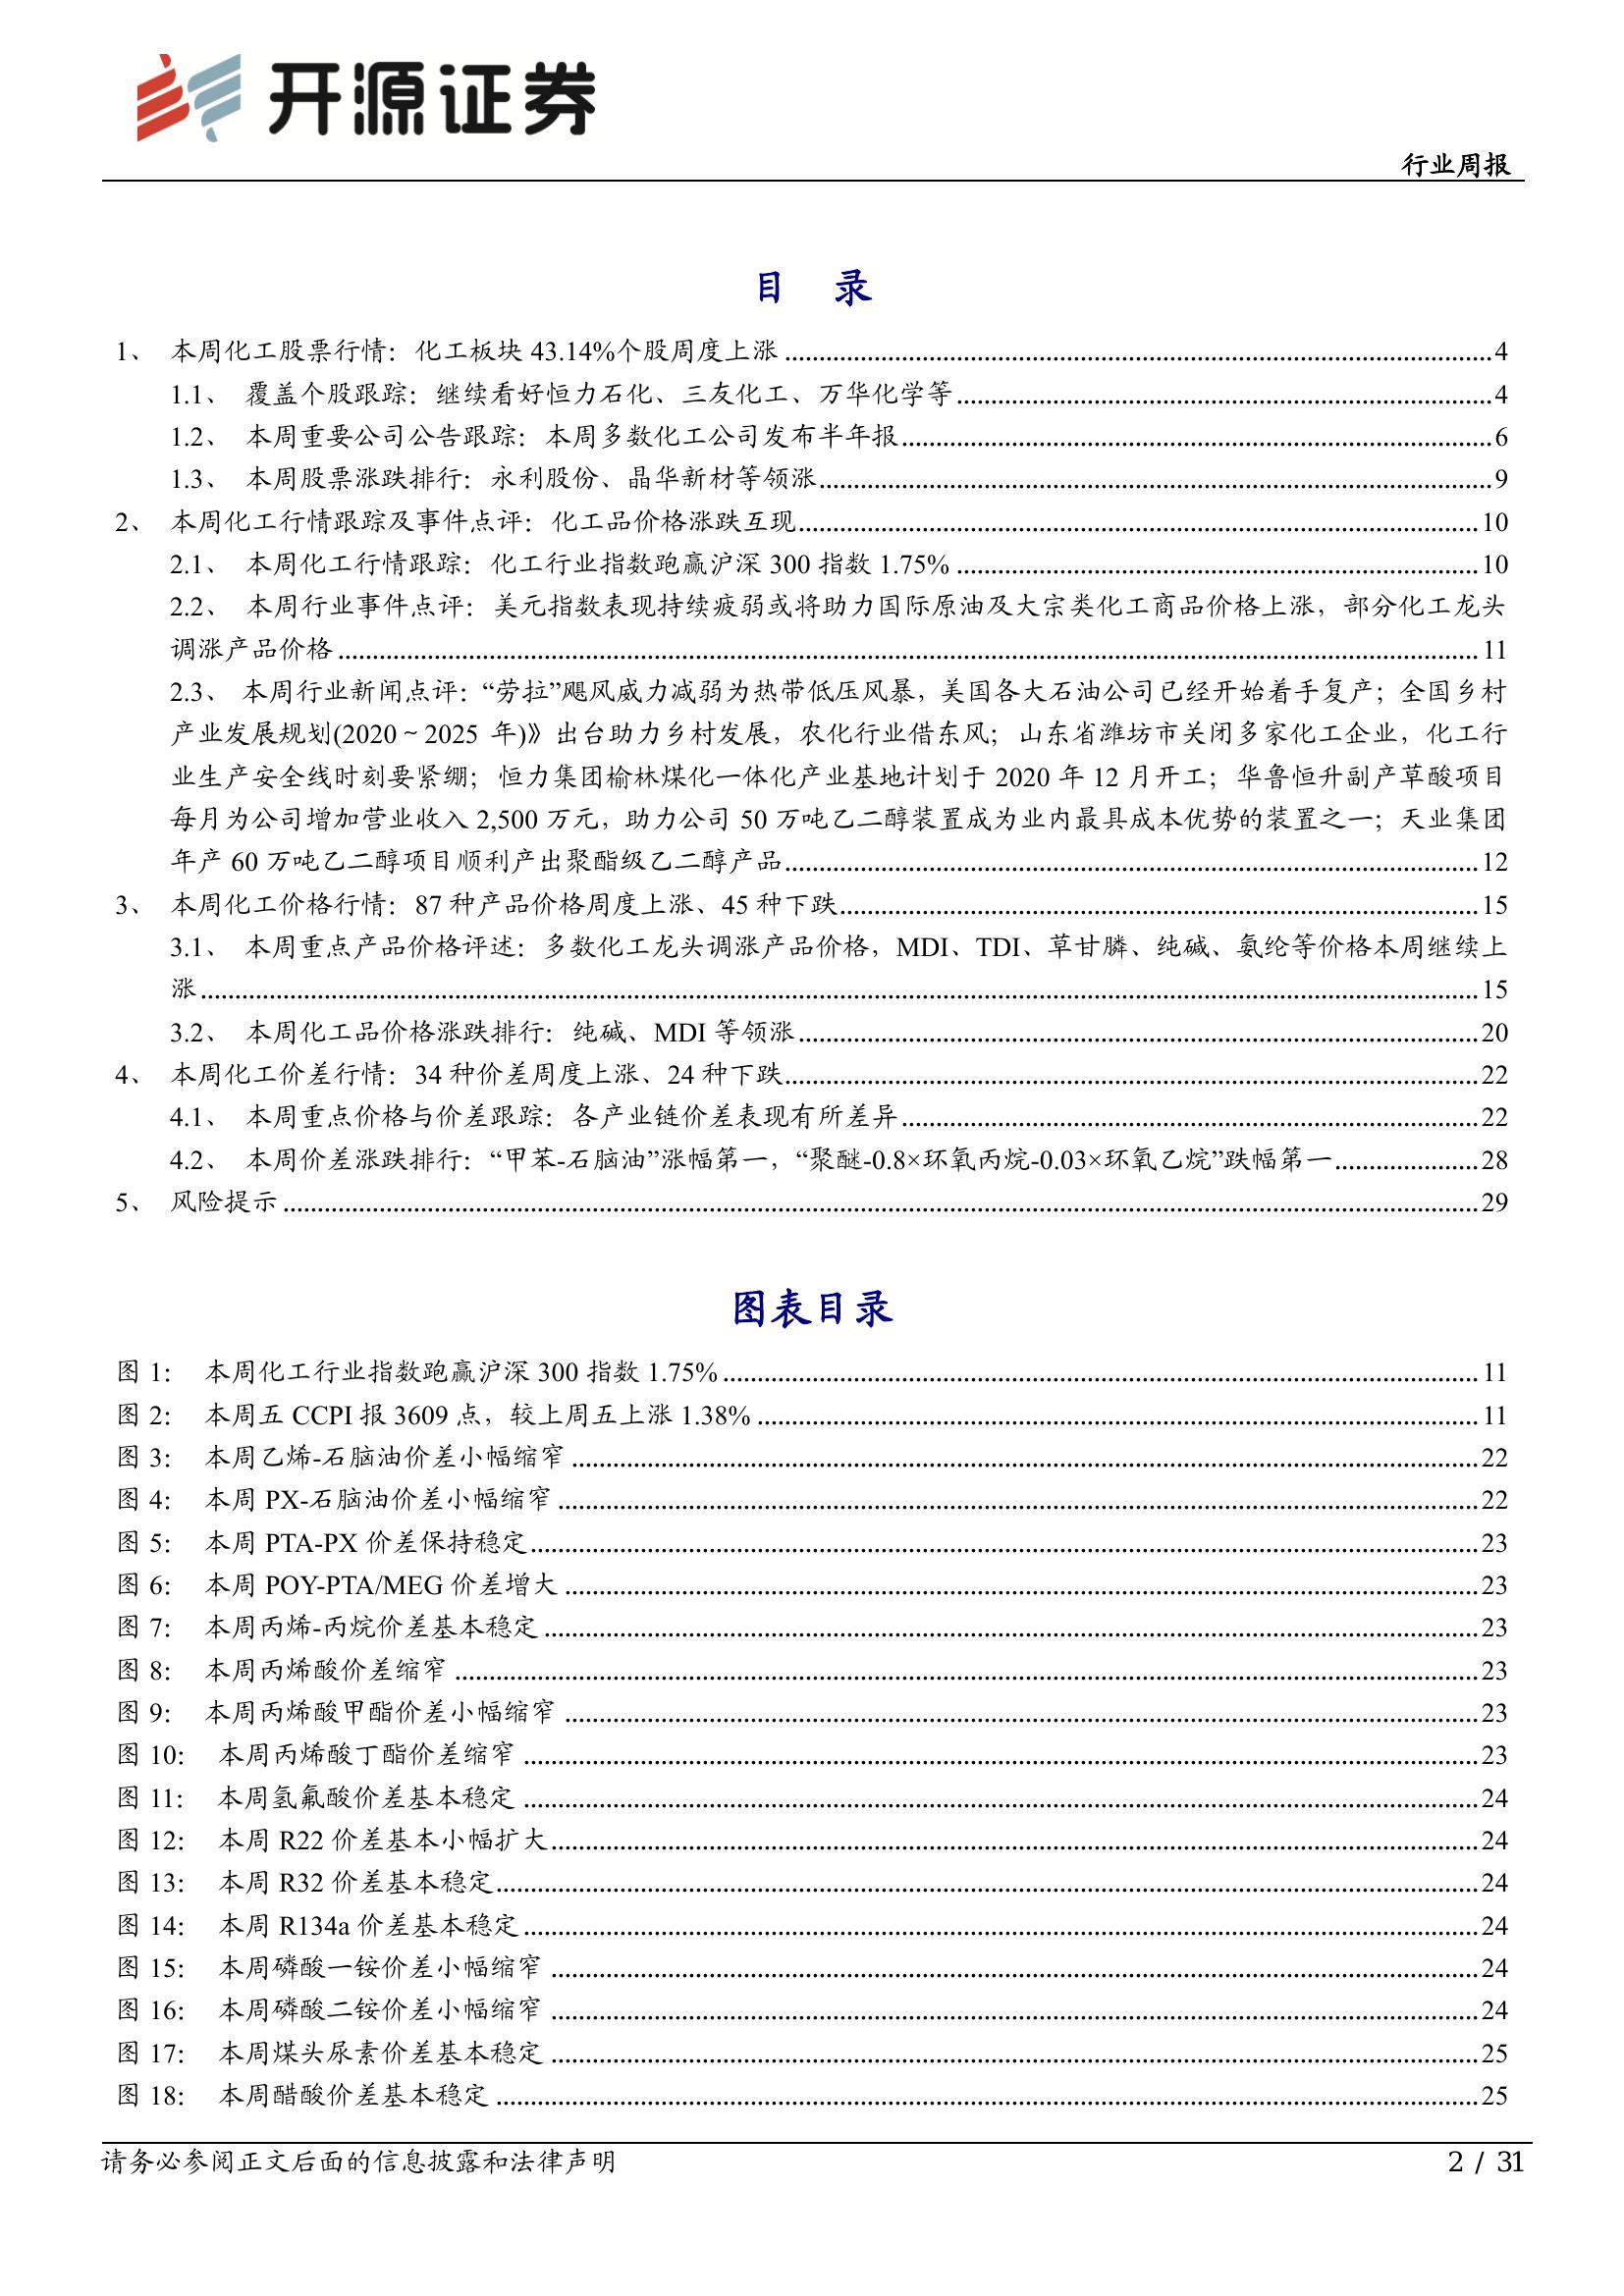 开源证券
行业周报
目 录
1、 本周化工股票行情：化工板块 43.14%个股周度上涨 ........ 4
1.1、 覆盖个股跟踪：继续看好恒力石化、三友化工、万华化学等 ........ 4
1.2、 本周重要公司公告跟踪：本周多数化工公司发布半年报 ........ 6
1.3、 本周股票涨跌排行：永利股份、晶华新材等领涨 ........ 9
2、 本周化工行情跟踪及事件点评：化工品价格涨跌互现 ........ 10
2.1、 本周化工行情跟踪：化工行业指数跑赢沪深 300 指数 1.75% ........ 10
2.2、 本周行业事件点评：美元指数表现持续疲弱或将助力国际原油及大宗类化工商品价格上涨，部分化工龙头
调涨产品价格 ........ 11
2.3、 本周行业新闻点评：“劳拉”飓风威力减弱为热带低压风暴，美国各大石油公司已经开始着手复产；全国乡村
产业发展规划(2020～2025 年)》出台助力乡村发展，农化行业借东风；山东省潍坊市关闭多家化工企业，化工行
业生产安全线时刻要紧绷；恒力集团榆林煤化一体化产业基地计划于 2020 年 12 月开工；华鲁恒升副产草酸项目
每月为公司增加营业收入 2,500 万元，助力公司 50 万吨乙二醇装置成为业内最具成本优势的装置之一；天业集团
年产 60 万吨乙二醇项目顺利产出聚酯级乙二醇产品 ........ 12
3、 本周化工价格行情：87 种产品价格周度上涨、45 种下跌 ........ 15
3.1、 本周重点产品价格评述：多数化工龙头调涨产品价格，MDI、TDI、草甘膦、纯碱、氨纶等价格本周继续上
涨 ........ 15
3.2、 本周化工品价格涨跌排行：纯碱、MDI 等领涨 ........ 20
4、 本周化工价差行情：34 种价差周度上涨、24 种下跌 ........ 22
4.1、 本周重点价格与价差跟踪：各产业链价差表现有所差异 ........ 22
4.2、 本周价差涨跌排行：“甲苯-石脑油”涨幅第一，“聚醚-0.8×环氧丙烷-0.03×环氧乙烷”跌幅第一 ........ 28
5、 风险提示 ........ 29
图表目录
图 1： 本周化工行业指数跑赢沪深 300 指数 1.75% ........ 11
图 2： 本周五 CCPI 报 3609 点，较上周五上涨 1.38% ........ 11
图 3： 本周乙烯-石脑油价差小幅缩窄 ........ 22
图 4： 本周 PX-石脑油价差小幅缩窄 ........ 22
图 5： 本周 PTA-PX 价差保持稳定 ........ 23
图 6： 本周 POY-PTA/MEG 价差增大 ........ 23
图 7： 本周丙烯-丙烷价差基本稳定 ........ 23
图 8： 本周丙烯酸价差缩窄 ........ 23
图 9： 本周丙烯酸甲酯价差小幅缩窄 ........ 23
图 10： 本周丙烯酸丁酯价差缩窄 ........ 23
图 11： 本周氢氟酸价差基本稳定 ........ 24
图 12： 本周 R22 价差基本小幅扩大 ........ 24
图 13： 本周 R32 价差基本稳定 ........ 24
图 14： 本周 R134a 价差基本稳定 ........ 24
图 15： 本周磷酸一铵价差小幅缩窄 ........ 24
图 16： 本周磷酸二铵价差小幅缩窄 ........ 24
图 17： 本周煤头尿素价差基本稳定 ........ 25
图 18： 本周醋酸价差基本稳定 ........ 25
请务必参阅正文后面的信息披露和法律声明
2 / 31